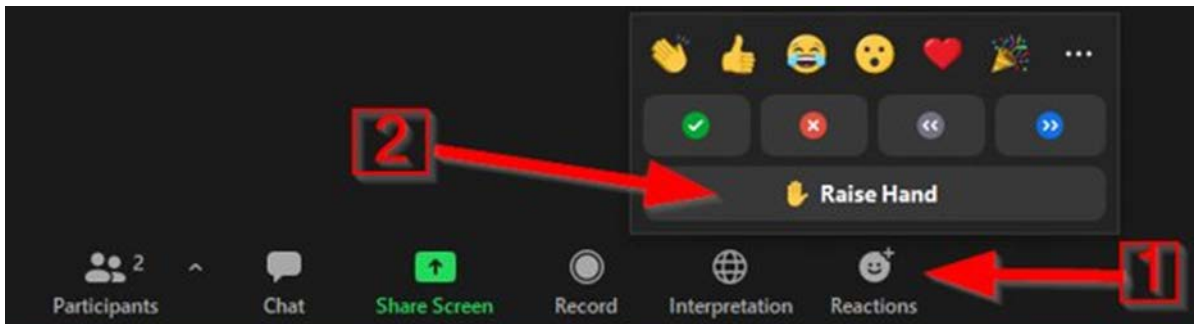 2
Raise Hand
2
Participants
Chat
Share Screen
Record
Interpretation
Reactions
1